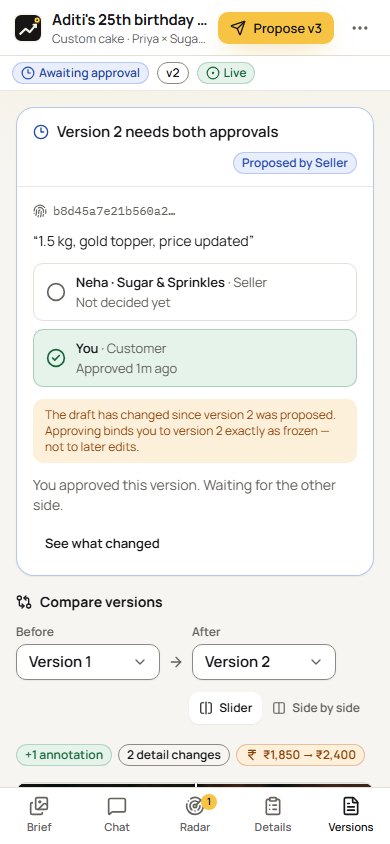 Aditi's 25th birthday ...
Propose v3
Custom cake · Priya × Suga...
Awaiting approval
v2
Live
Version 2 needs both approvals
Proposed by Seller
b8d45a7e21b560a2…
“1.5 kg, gold topper, price updated”
Neha · Sugar & Sprinkles · Seller
Not decided yet
You · Customer
Approved 1m ago
The draft has changed since version 2 was proposed.
Approving binds you to version 2 exactly as frozen —
not to later edits.
You approved this version. Waiting for the other
side.
See what changed
Compare versions
Before
After
Version 1
Version 2
Slider
Side by side
+1 annotation
2 detail changes
₹ ₹1,850 → ₹2,400
1
Brief
Chat
Radar
Details
Versions